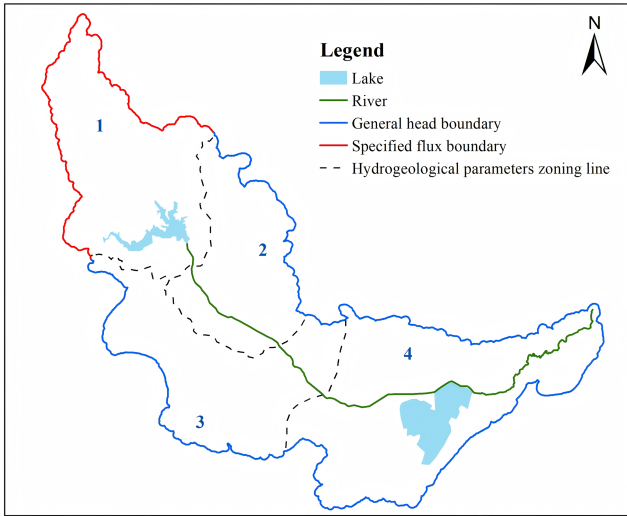 N
Legend
Lake
River
General head boundary
Specified flux boundary
Hydrogeological parameters zoning line
1
2
4
3